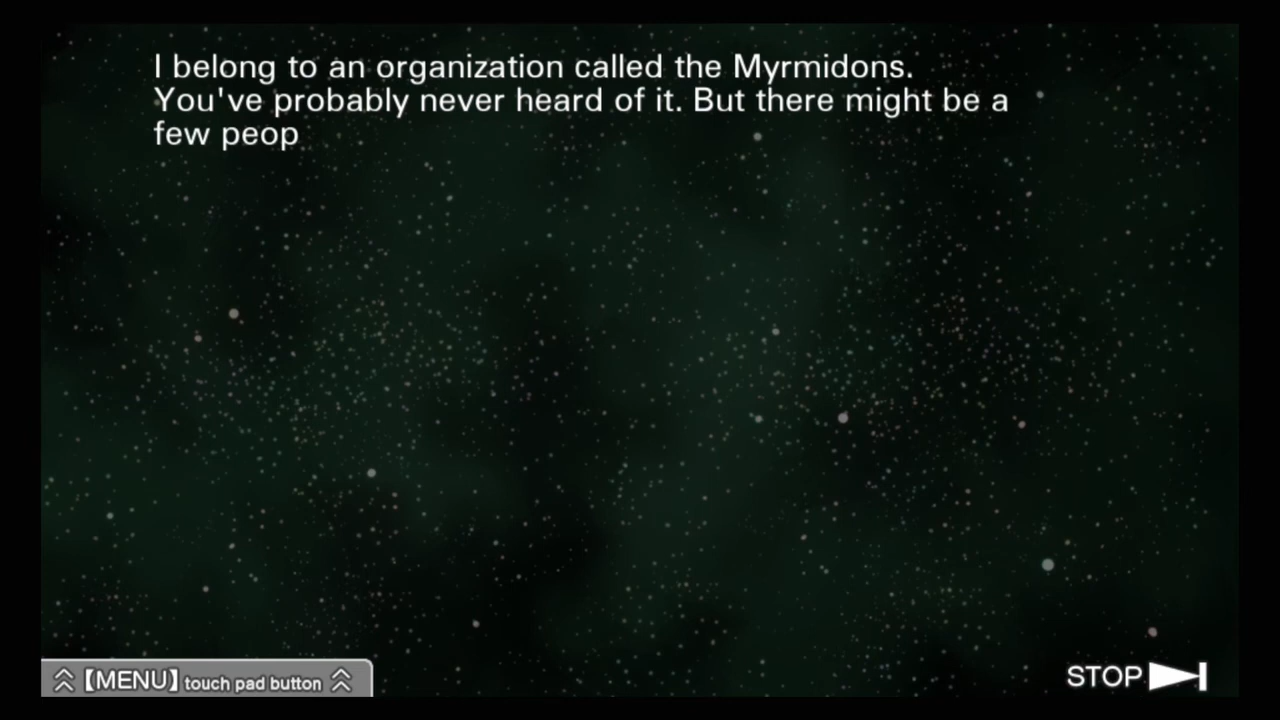 I belong to an organization called the Myrmidons.
You've probably never heard of it. But there might be a
few peop
【MENU】 touch pad button
STOP